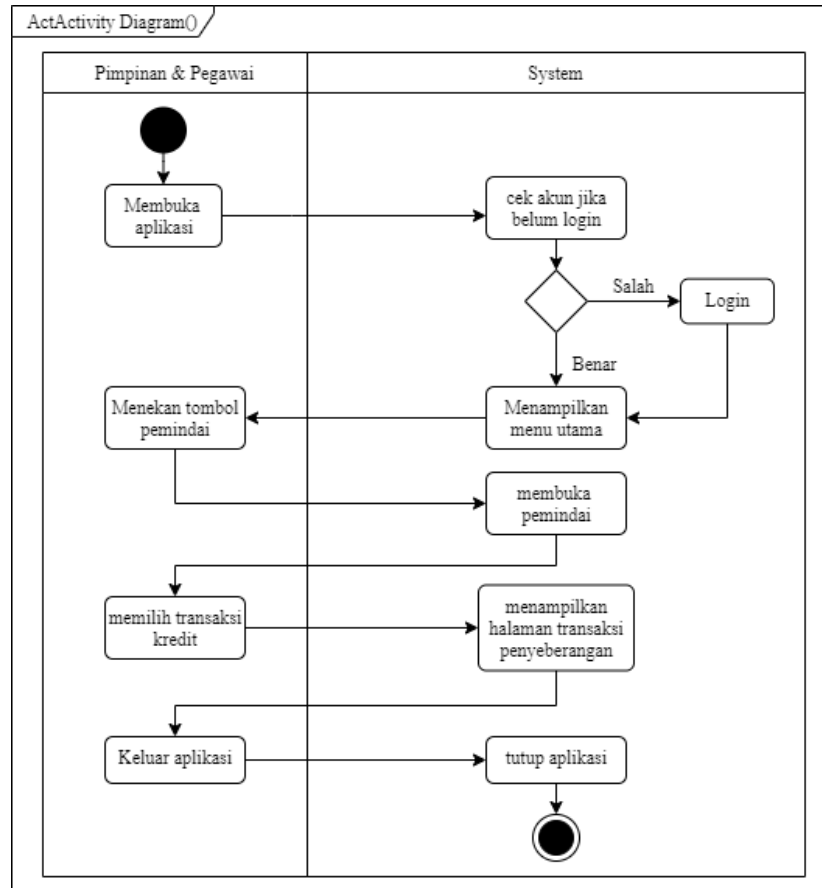 ActActivity Diagram()
Pimpinan & Pegawai
System
Membuka
aplikasi
cek akun jika
belum login
Salah
Login
Benar
Menekan tombol
pemindai
Menampilkan
menu utama
membuka
pemindai
memilih transaksi
kredit
menampilkan
halaman transaksi
penyeberangan
Keluar aplikasi
tutup aplikasi